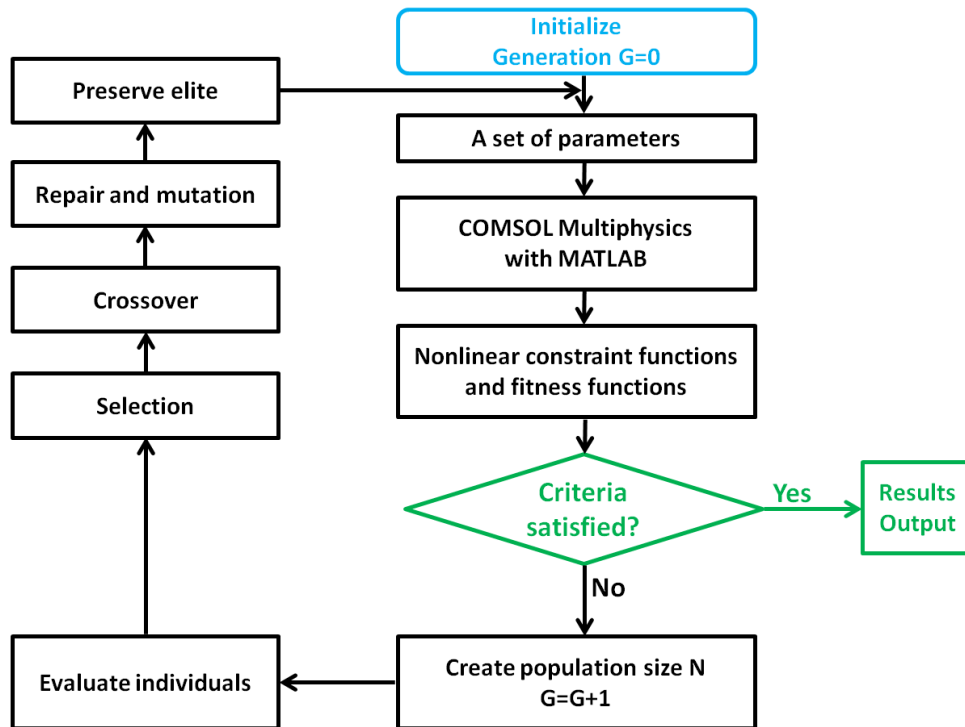 Initialize
Generation G=0
A set of parameters
COMSOL Multiphysics
with MATLAB
Nonlinear constraint functions
and fitness functions
Criteria
satisfied?
Yes
Results
Output
No
Create population size N
G=G+1
Evaluate individuals
Selection
Crossover
Repair and mutation
Preserve elite